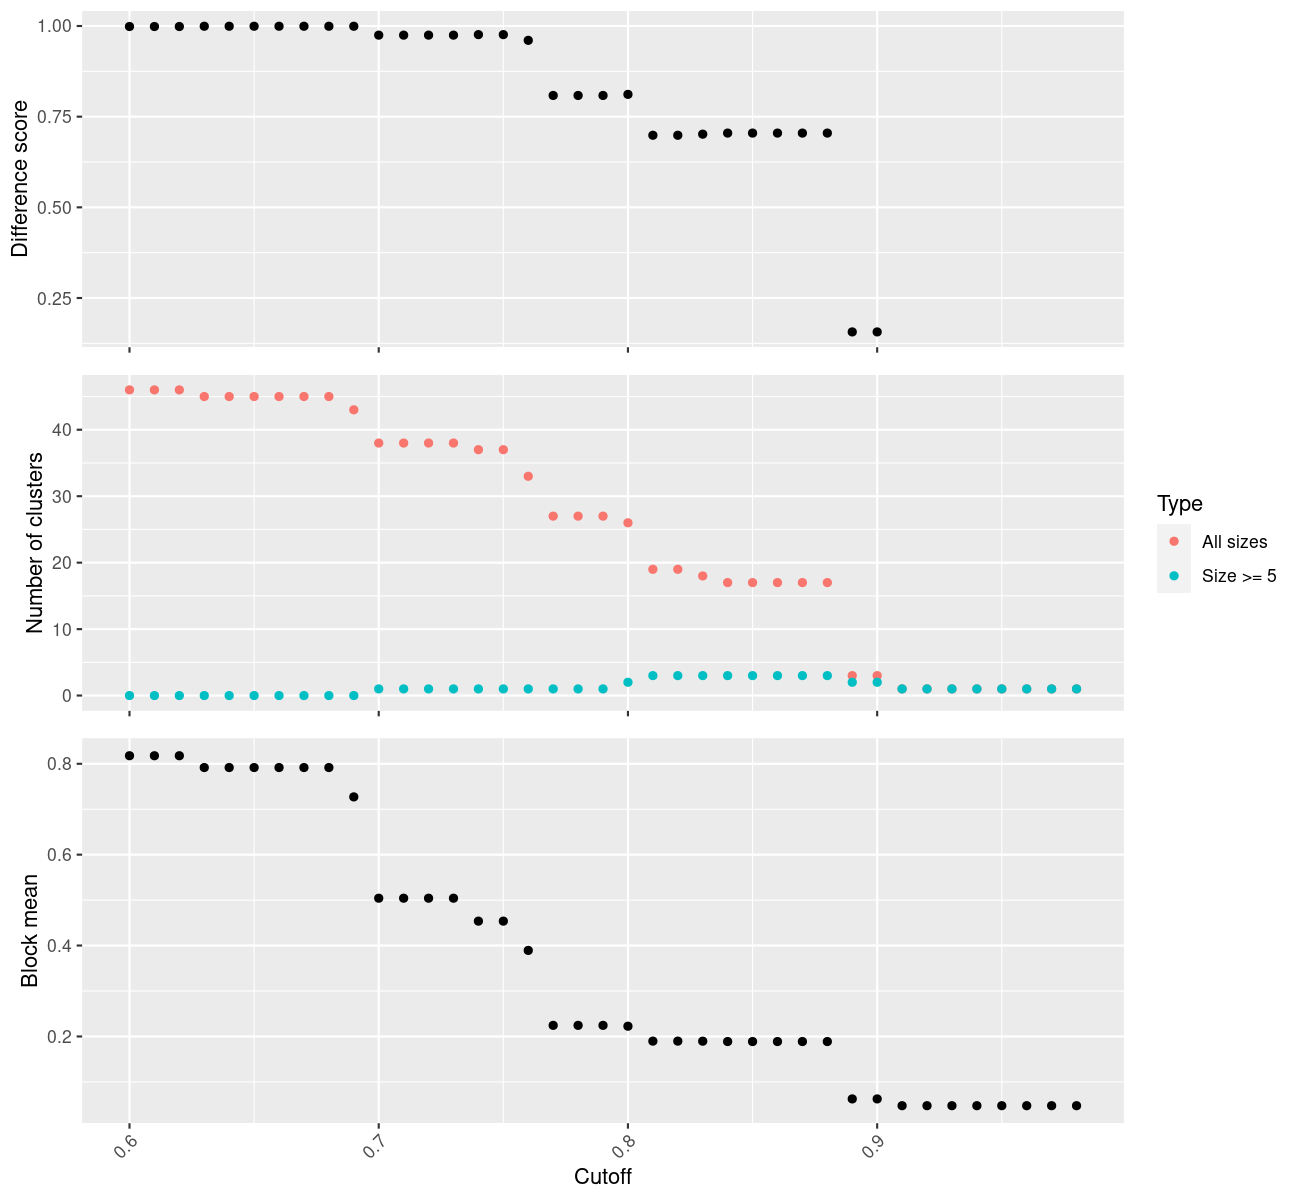 1.00
0.75
0.50
0.25
Difference score
40
30
20
10
0
Number of clusters
Type
All sizes
Size >= 5
0.8
0.6
0.4
0.2
Block mean
0.6 0.7 0.8 0.9
Cutoff